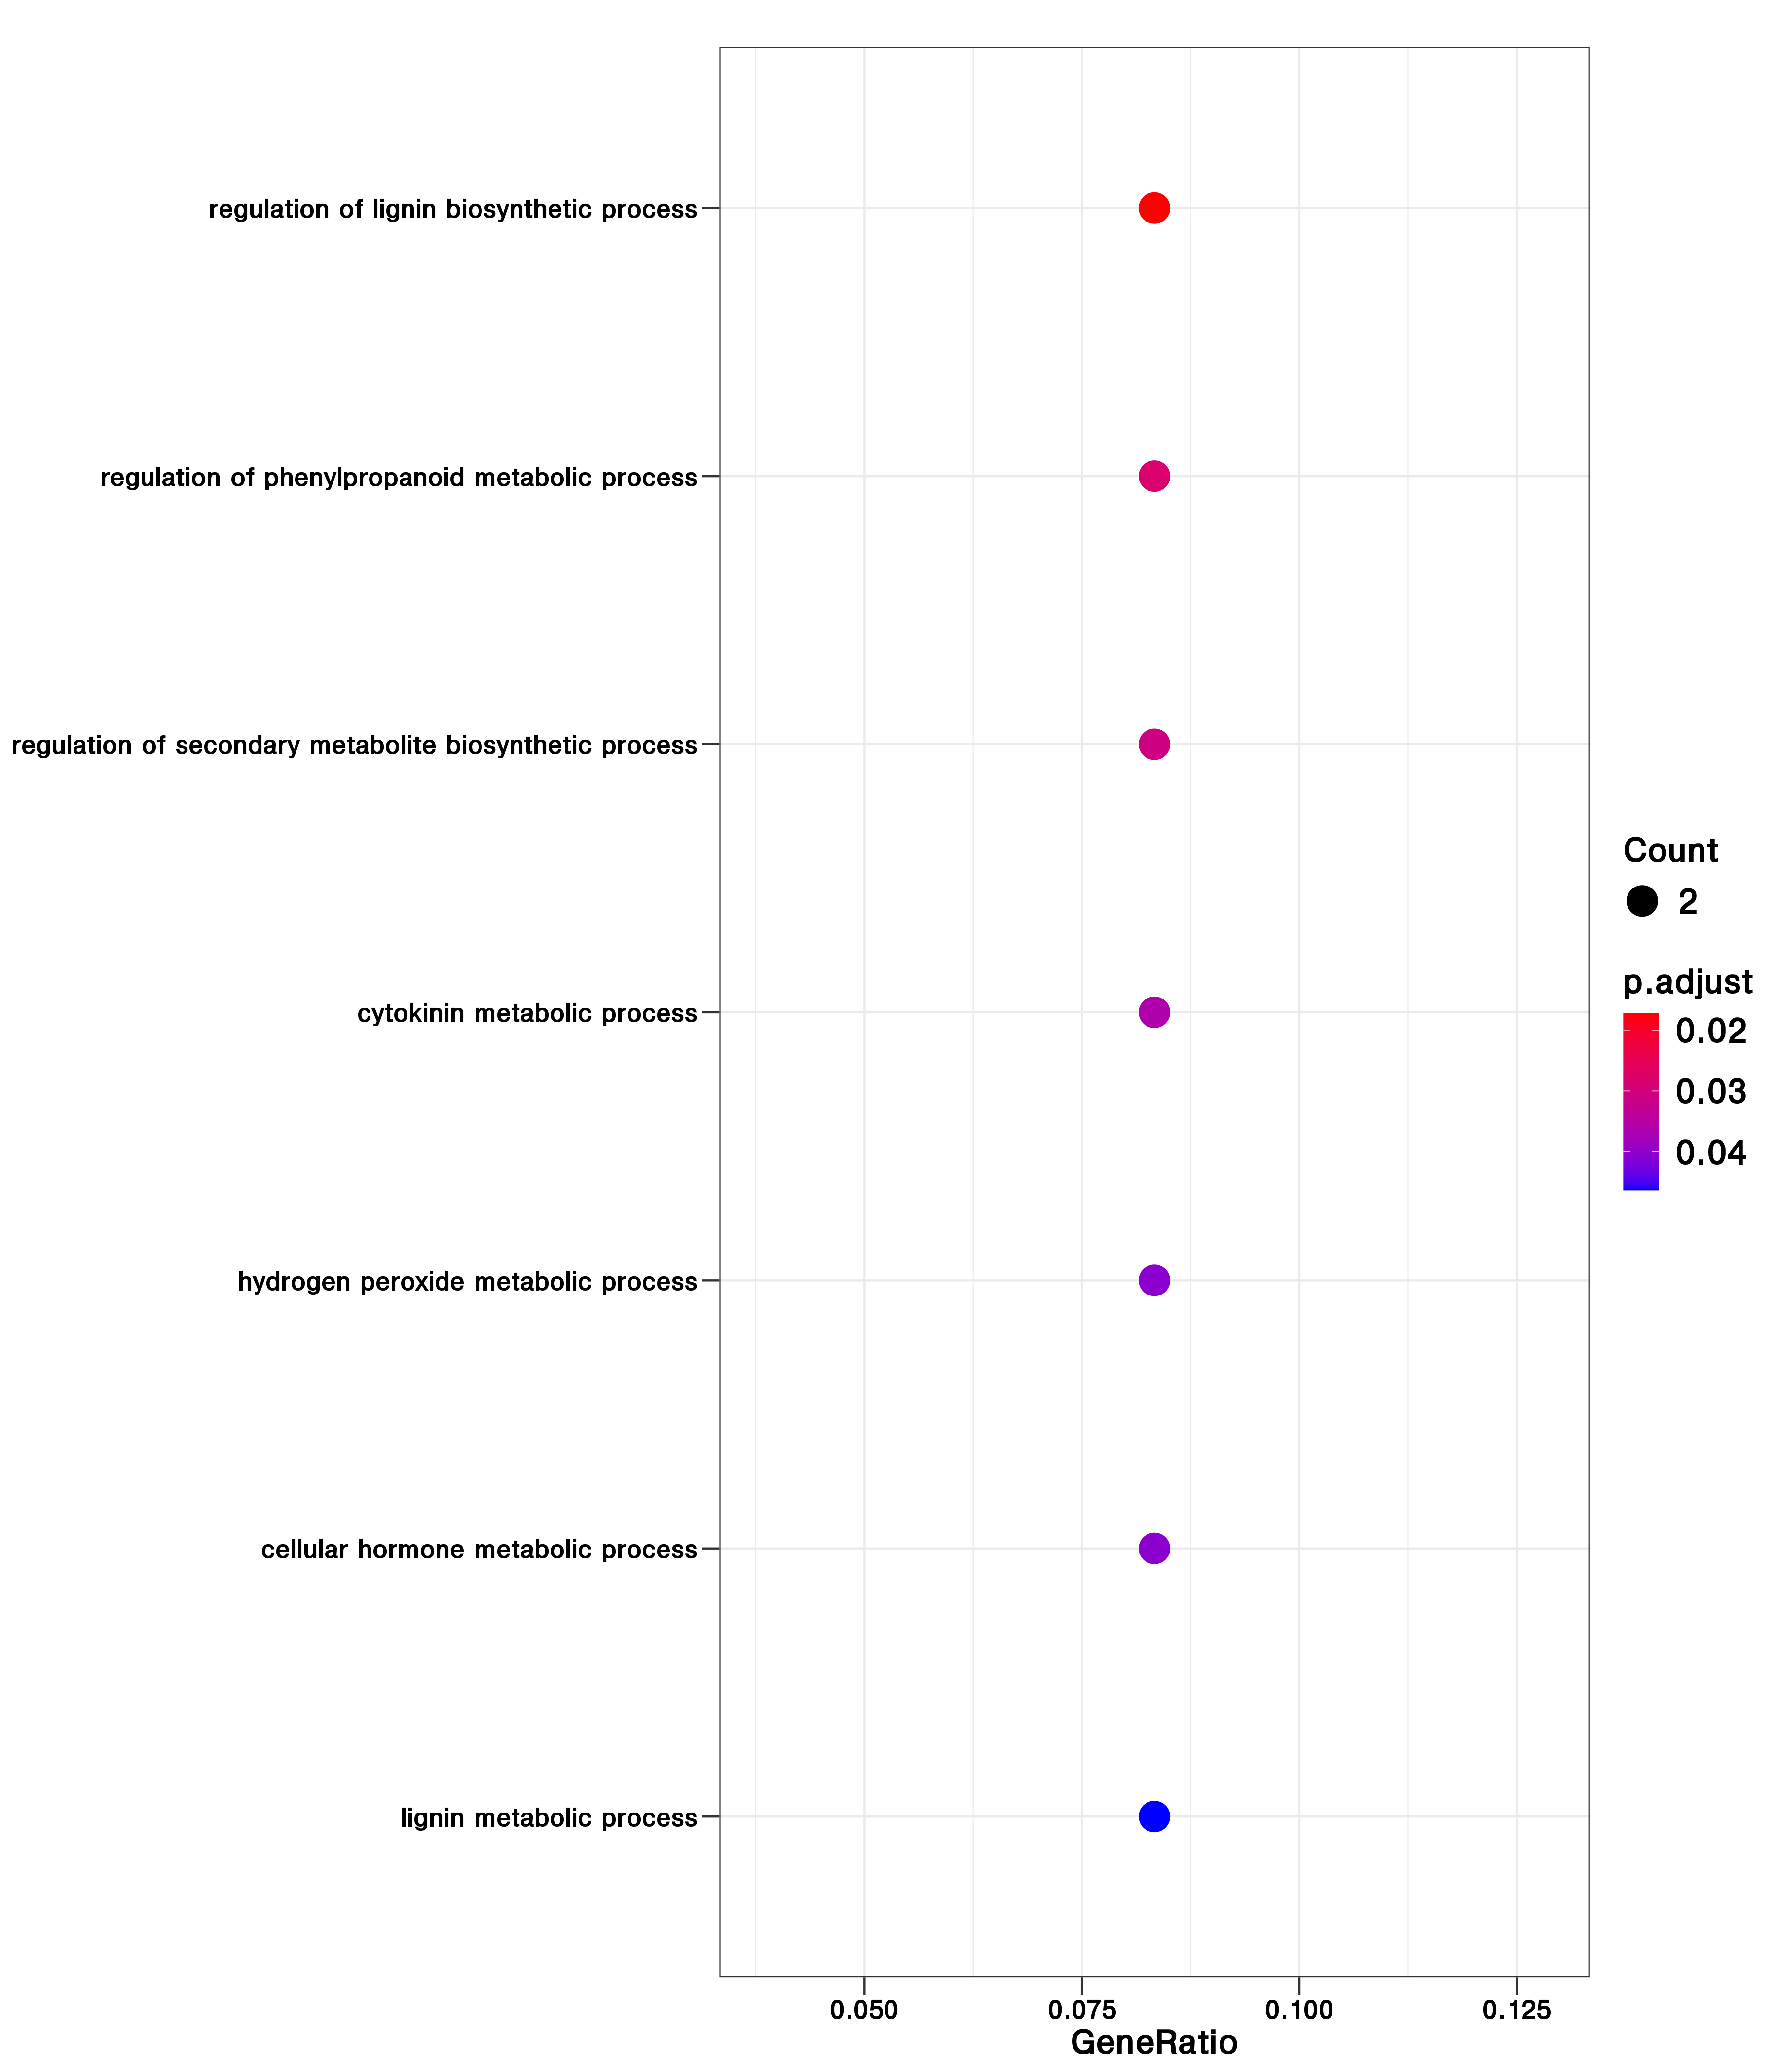 regulation of lignin biosynthetic process
regulation of phenylpropanoid metabolic process
regulation of secondary metabolite biosynthetic process
cytokinin metabolic process
hydrogen peroxide metabolic process
cellular hormone metabolic process
lignin metabolic process
0.050 0.075 0.100 0.125
GeneRatio
Count
2
p.adjust
0.02
0.03
0.04